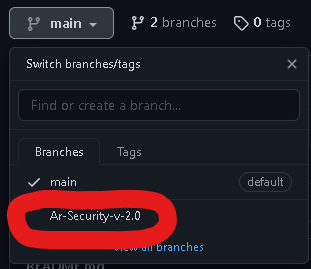 main 2 branches 0 tags
Switch branches/tags
Find or create a branch...
Branches Tags
main default
Ar-Security-v-2.0
View all branches
README.md